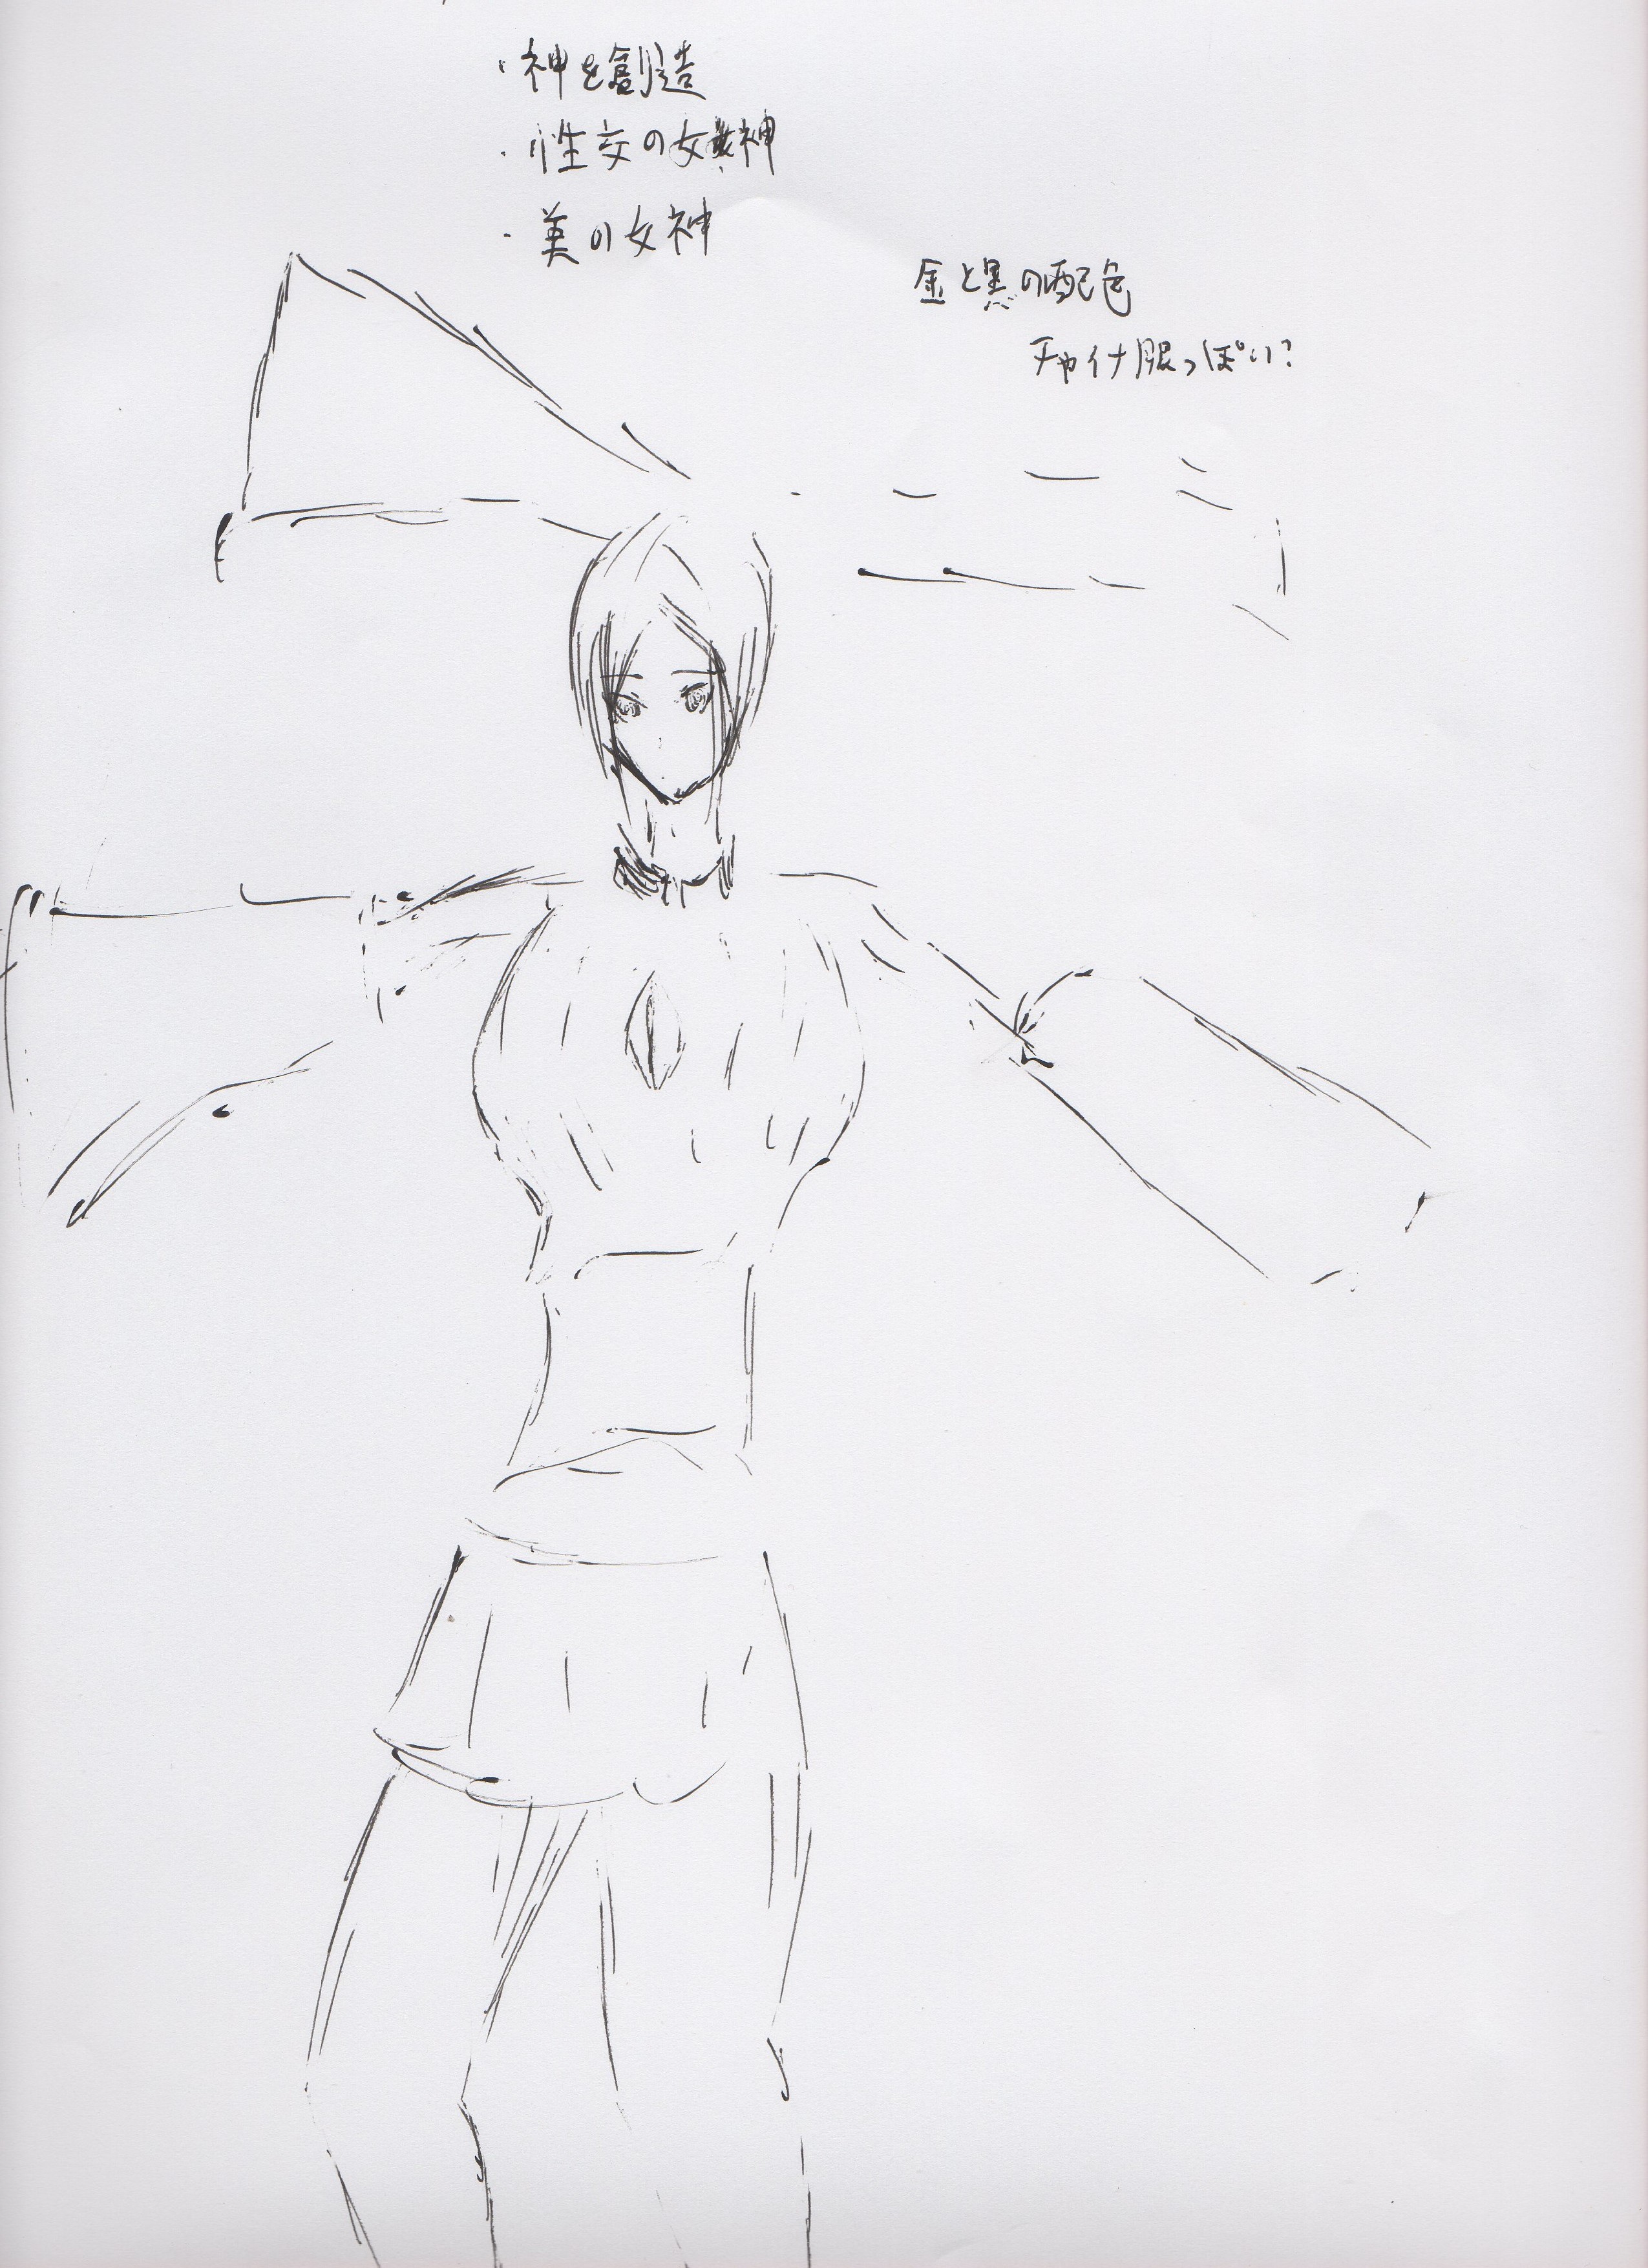 ・神を創造
・性交の女神
・美の女神
金と黒の配色
チャイナ服っぽい?